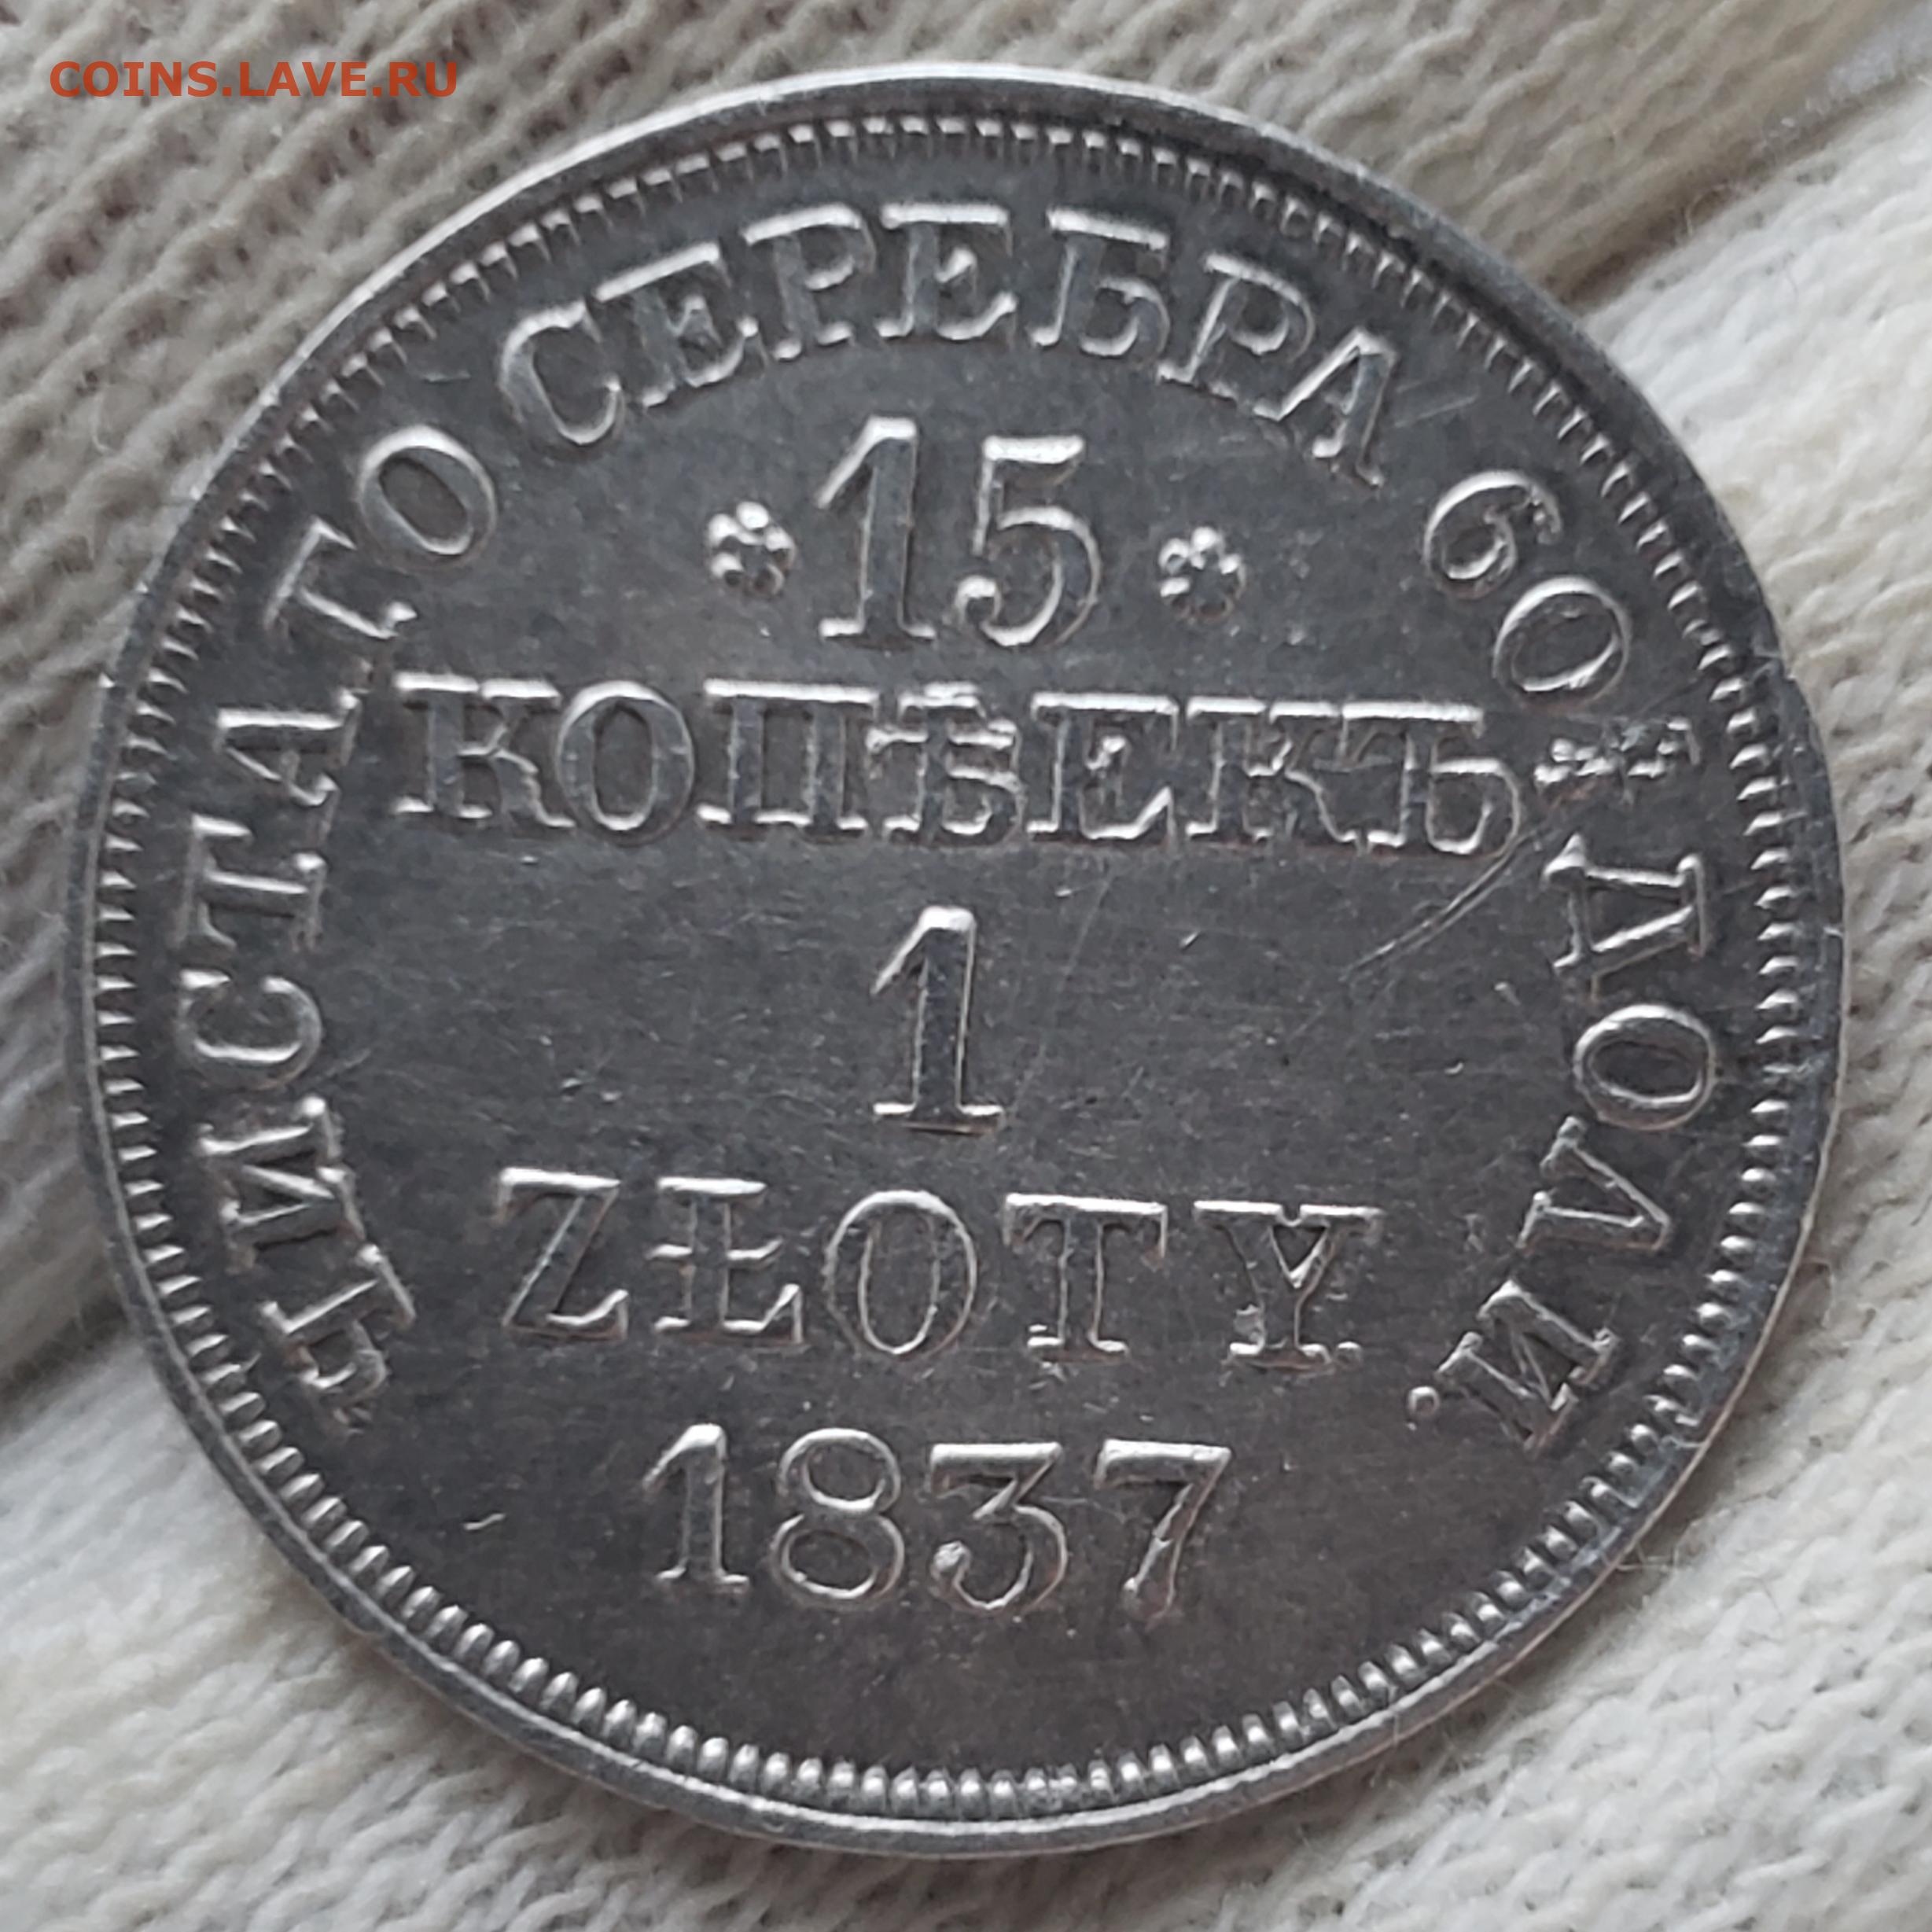 COINS.LAVE.RU
ЧИСТАГО СЕРЕБРА 60 ⁂ ДОЛИ.
15
КОПѢЕКЪ
1
ZŁOTY.
1837